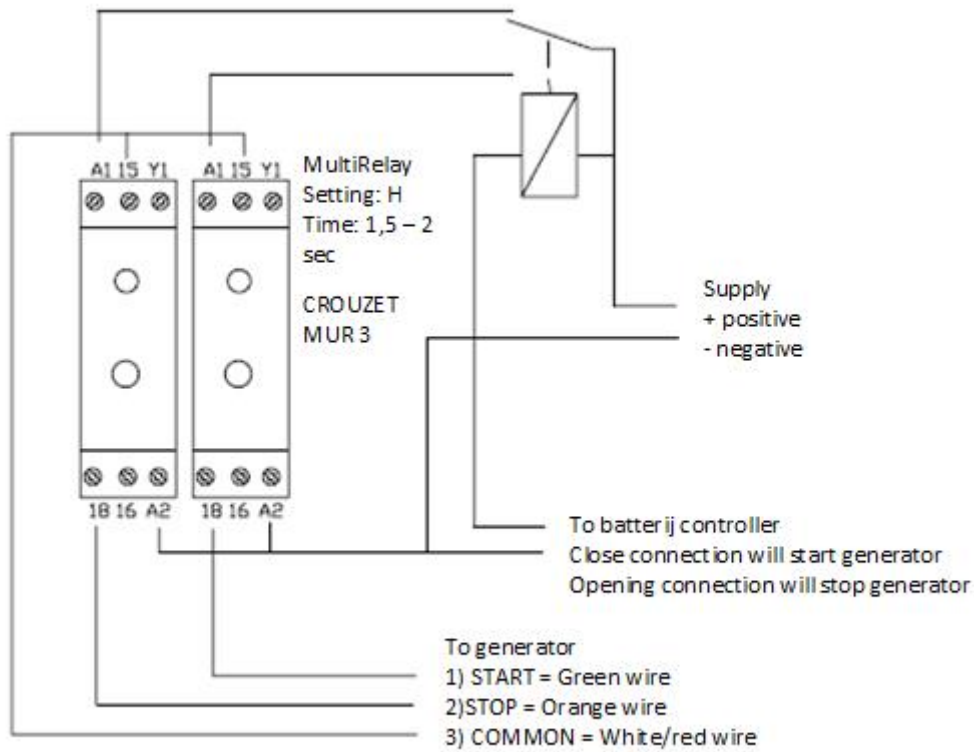 A1 15 Y1
A1 15 Y1
MultiRelay
Setting: H
Time: 1,5 – 2
sec
CROUZET
MUR 3
18 16 A2
18 16 A2
Supply
+ positive
- negative
To batterij controller
Close connection will start generator
Opening connection will stop generator
To generator
1) START = Green wire
2)STOP = Orange wire
3) COMMON = White/red wire